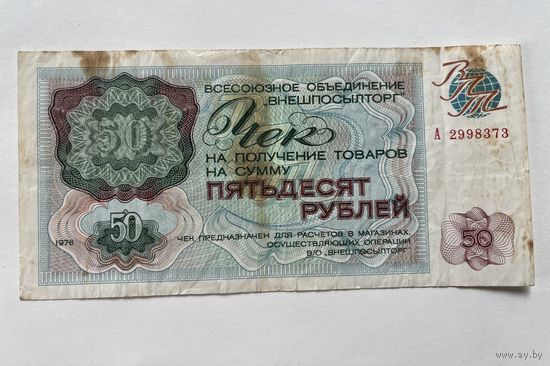 ВСЕСОЮЗНОЕ ОБЪЕДИНЕНИЕ
„ВНЕШПОСЫЛТОРГ"
Чек
НА ПОЛУЧЕНИЕ ТОВАРОВ
НА СУММУ
ПЯТЬДЕСЯТ
РУБЛЕЙ
50
ВПТ
А 2998373
1976
50
ЧЕК ПРЕДНАЗНАЧЕН ДЛЯ РАСЧЕТОВ В МАГАЗИНАХ,
ОСУЩЕСТВЛЯЮЩИХ ОПЕРАЦИИ
В/О „ВНЕШПОСЫЛТОРГ"
50
www.ay.by